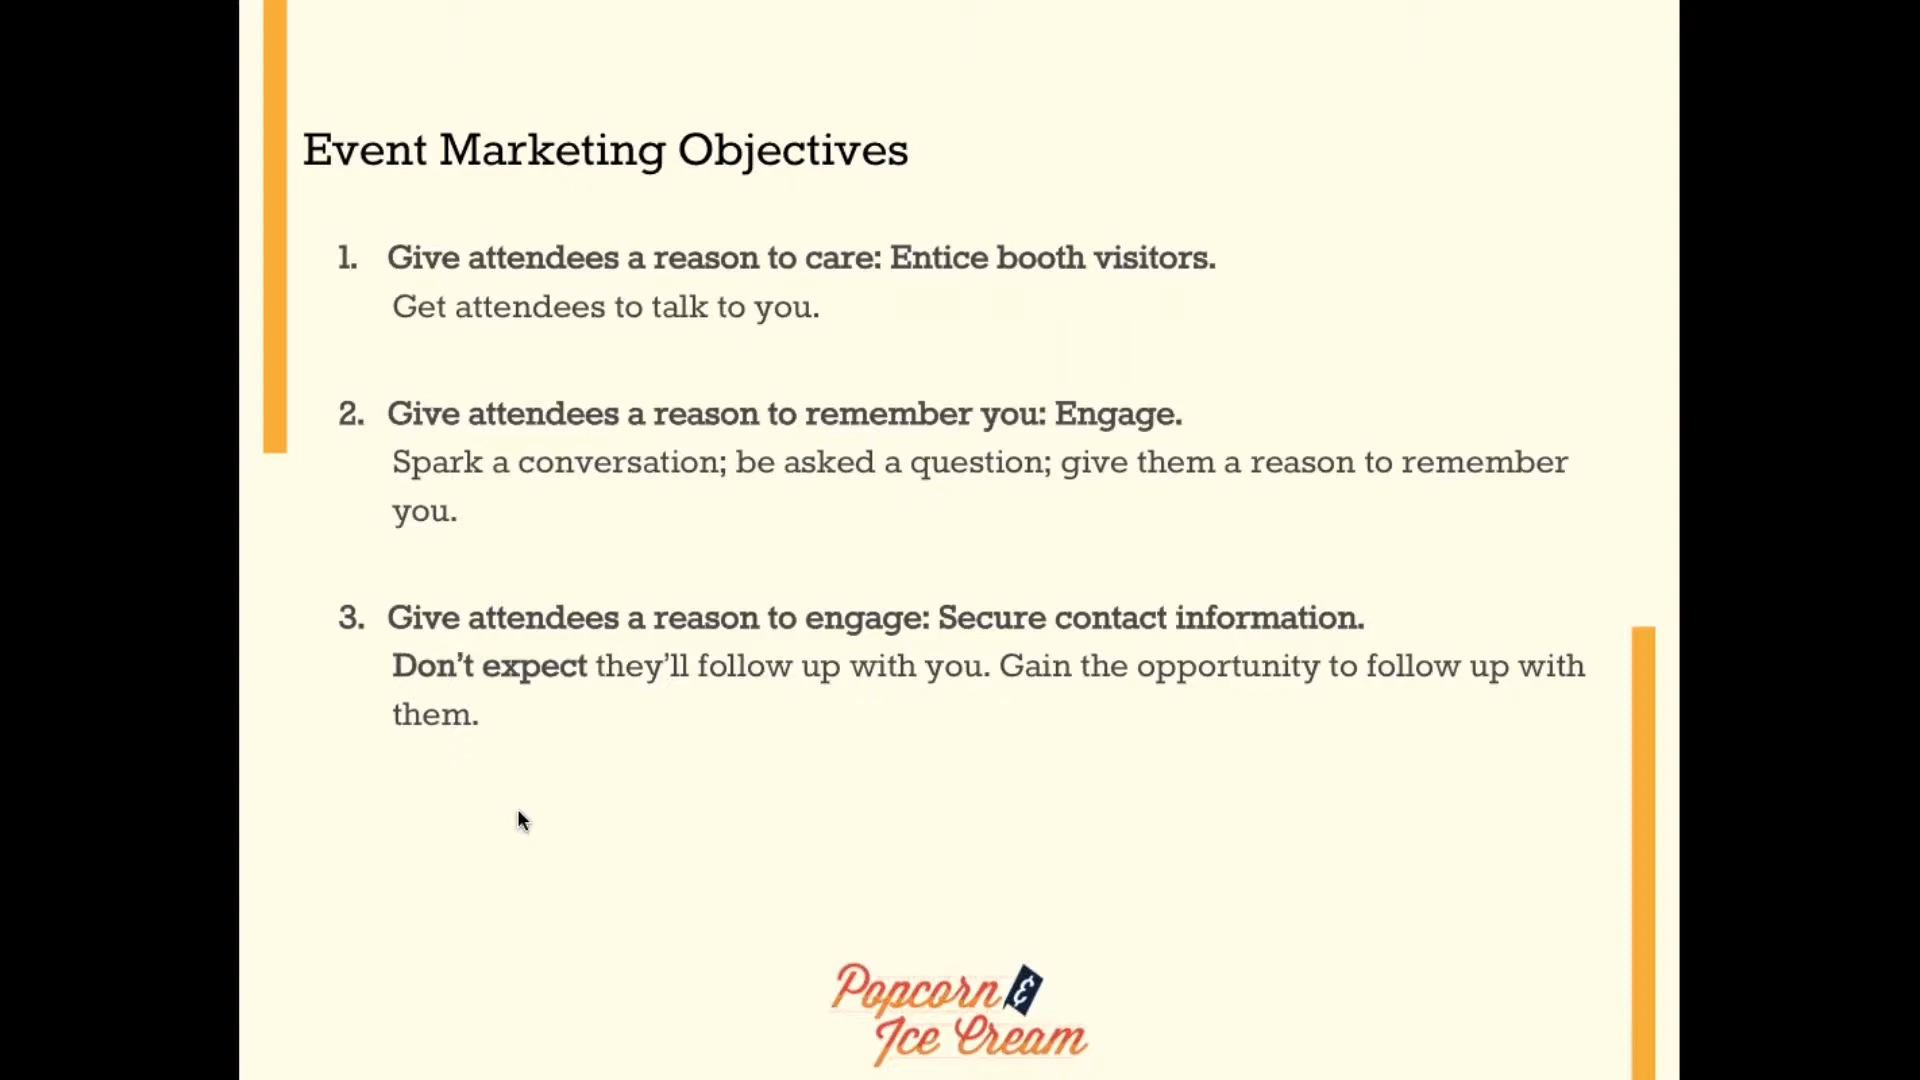 Event Marketing Objectives
1. Give attendees a reason to care: Entice booth visitors.
Get attendees to talk to you.
2. Give attendees a reason to remember you: Engage.
Spark a conversation; be asked a question; give them a reason to remember
you.
3. Give attendees a reason to engage: Secure contact information.
Don’t expect they’ll follow up with you. Gain the opportunity to follow up with
them.
Popcorn &
Ice Cream